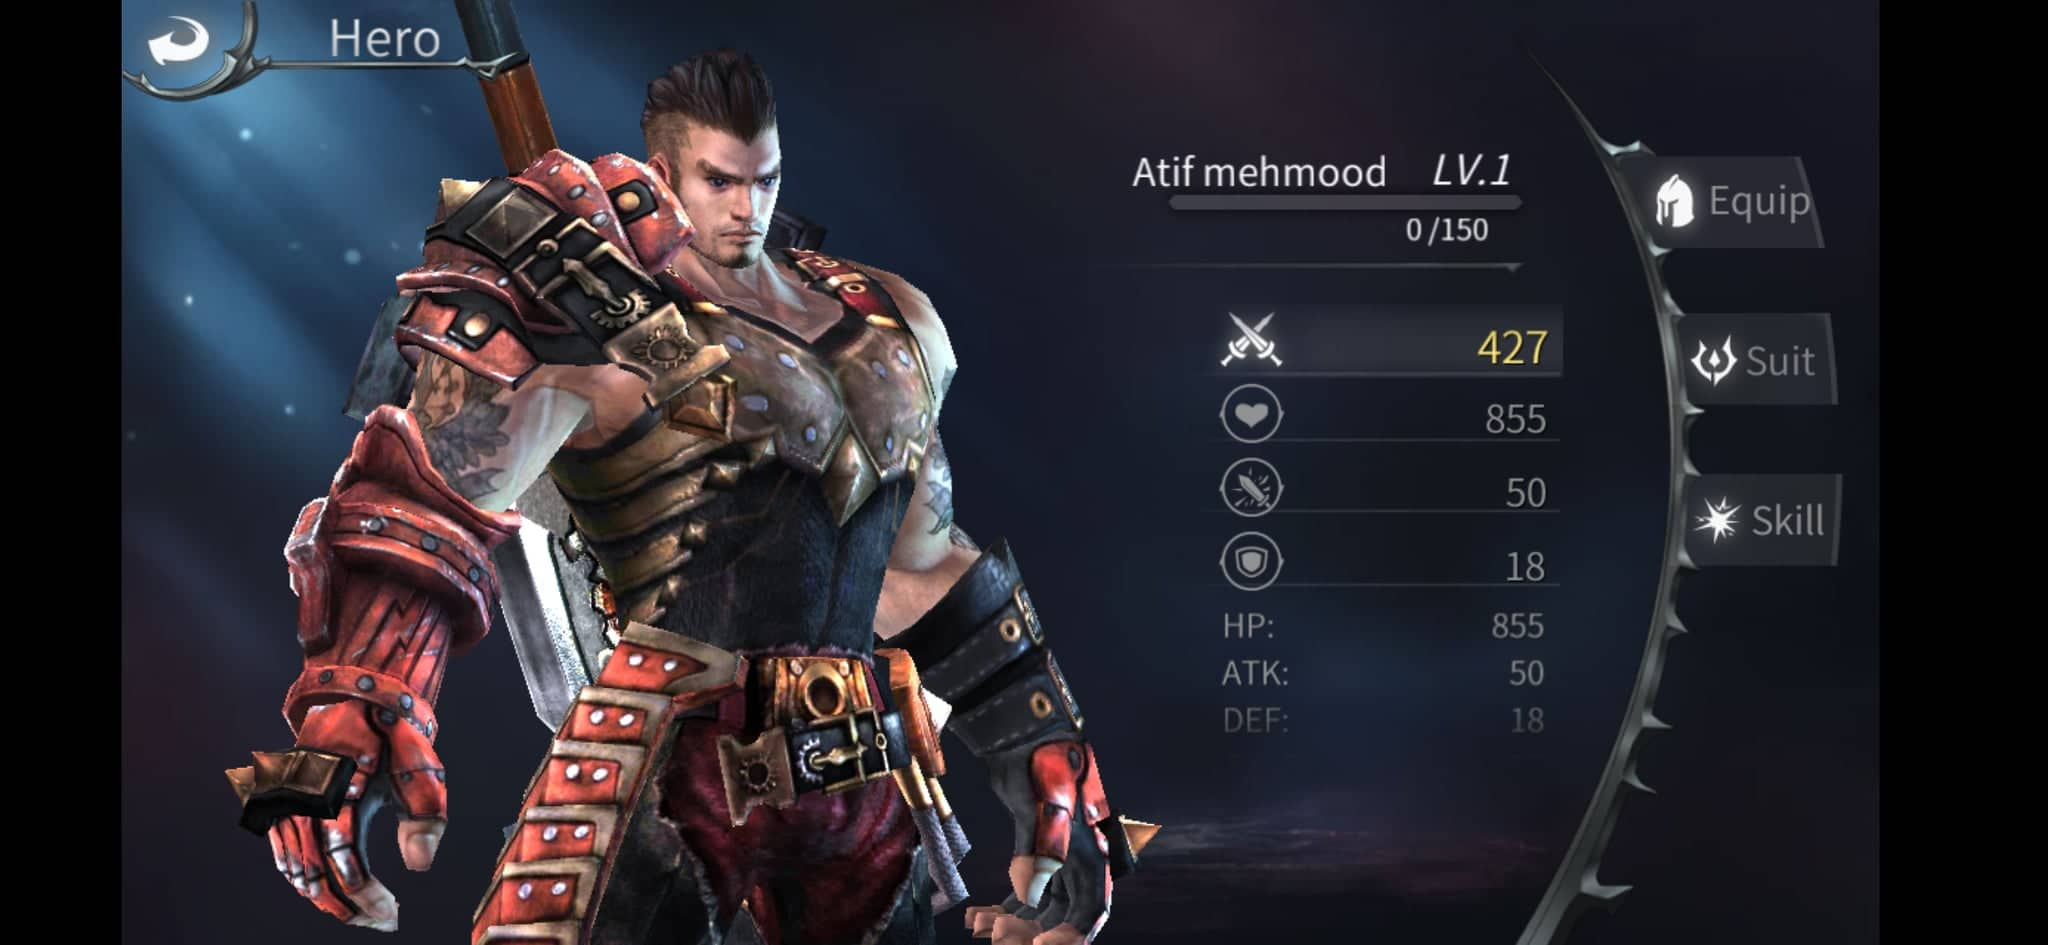 Hero
Atif mehmood LV.1
0/150
427
855
50
18
HP: 855
ATK: 50
DEF: 18
Equip
Suit
Skill